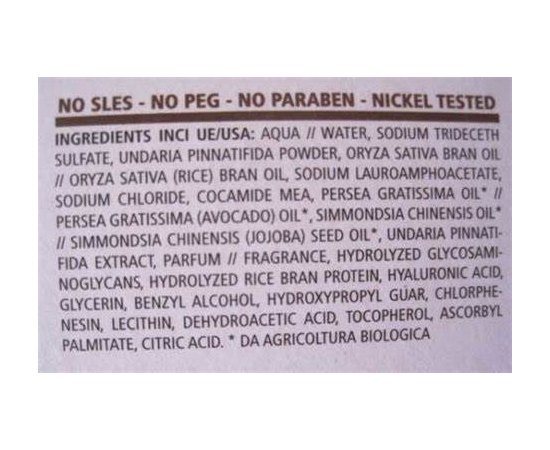 NO SLES - NO PEG - NO PARABEN - NICKEL TESTED
INGREDIENTS INCI UE/USA: AQUA // WATER, SODIUM TRIDECETH
SULFATE, UNDARIA PINNATIFIDA POWDER, ORYZA SATIVA BRAN OIL
// ORYZA SATIVA (RICE) BRAN OIL, SODIUM LAUROAMPHOACETATE,
SODIUM CHLORIDE, COCAMIDE MEA, PERSEA GRATISSIMA OIL* //
PERSEA GRATISSIMA (AVOCADO) OIL*, SIMMONDSIA CHINENSIS OIL*
// SIMMONDSIA CHINENSIS (JOJOBA) SEED OIL*, UNDARIA PINNAT-
IFIDA EXTRACT, PARFUM // FRAGRANCE, HYDROLYZED GLYCOSAMI-
NOGLYCANS, HYDROLYZED RICE BRAN PROTEIN, HYALURONIC ACID,
GLYCERIN, BENZYL ALCOHOL, HYDROXYPROPYL GUAR, CHLORPHE-
NESIN, LECITHIN, DEHYDROACETIC ACID, TOCOPHEROL, ASCORBYL
PALMITATE, CITRIC ACID. * DA AGRICOLTURA BIOLOGICA